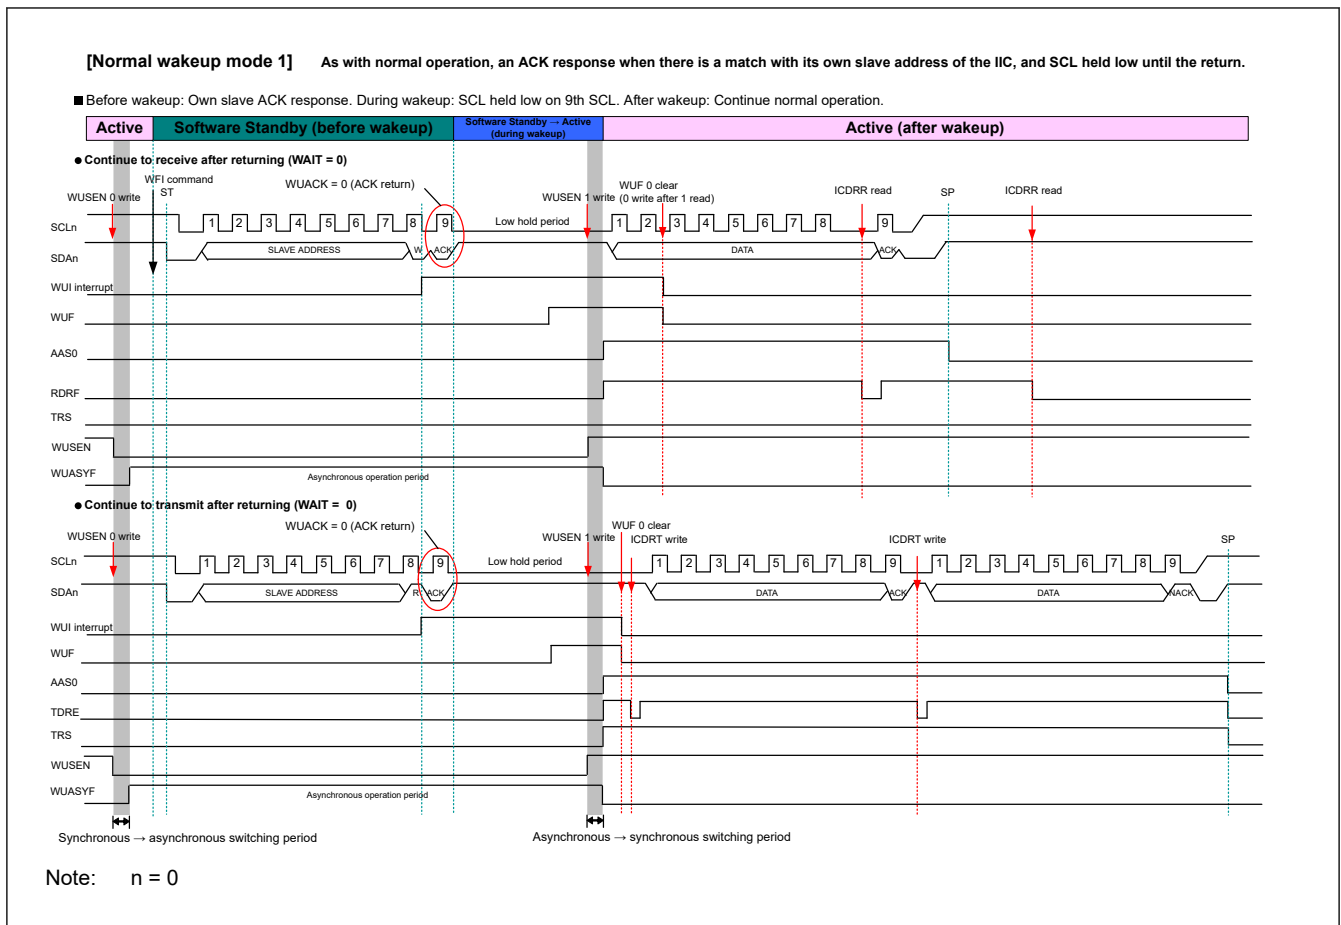 [Normal wakeup mode 1] As with normal operation, an ACK response when there is a match with its own slave address of the IIC, and SCL held low until the return.
■ Before wakeup: Own slave ACK response. During wakeup: SCL held low on 9th SCL. After wakeup: Continue normal operation.
Active
Software Standby (before wakeup)
Software Standby → Active
(during wakeup)
Active (after wakeup)
● Continue to receive after returning (WAIT = 0)
WFI command
WUSEN 0 write
ST
WUACK = 0 (ACK return)
WUSEN 1 write
WUF 0 clear
(0 write after 1 read)
ICDRR read
SP
ICDRR read
SCLn
1 2 3 4 5 6 7 8 9
Low hold period
1 2 3 4 5 6 7 8 9
SDAn
SLAVE ADDRESS
W
ACK
DATA
ACK
WUI interrupt
WUF
AAS0
RDRF
TRS
WUSEN
WUASYF
Asynchronous operation period
● Continue to transmit after returning (WAIT = 0)
WUSEN 0 write
WUACK = 0 (ACK return)
WUSEN 1 write
WUF 0 clear
ICDRT write
ICDRT write
SP
SCLn
1 2 3 4 5 6 7 8 9
Low hold period
1 2 3 4 5 6 7 8 9
1 2 3 4 5 6 7 8 9
SDAn
SLAVE ADDRESS
R
ACK
DATA
ACK
DATA
NACK
WUI interrupt
WUF
AAS0
TDRE
TRS
WUSEN
WUASYF
Asynchronous operation period
Synchronous → asynchronous switching period
Asynchronous → synchronous switching period
Note: n = 0